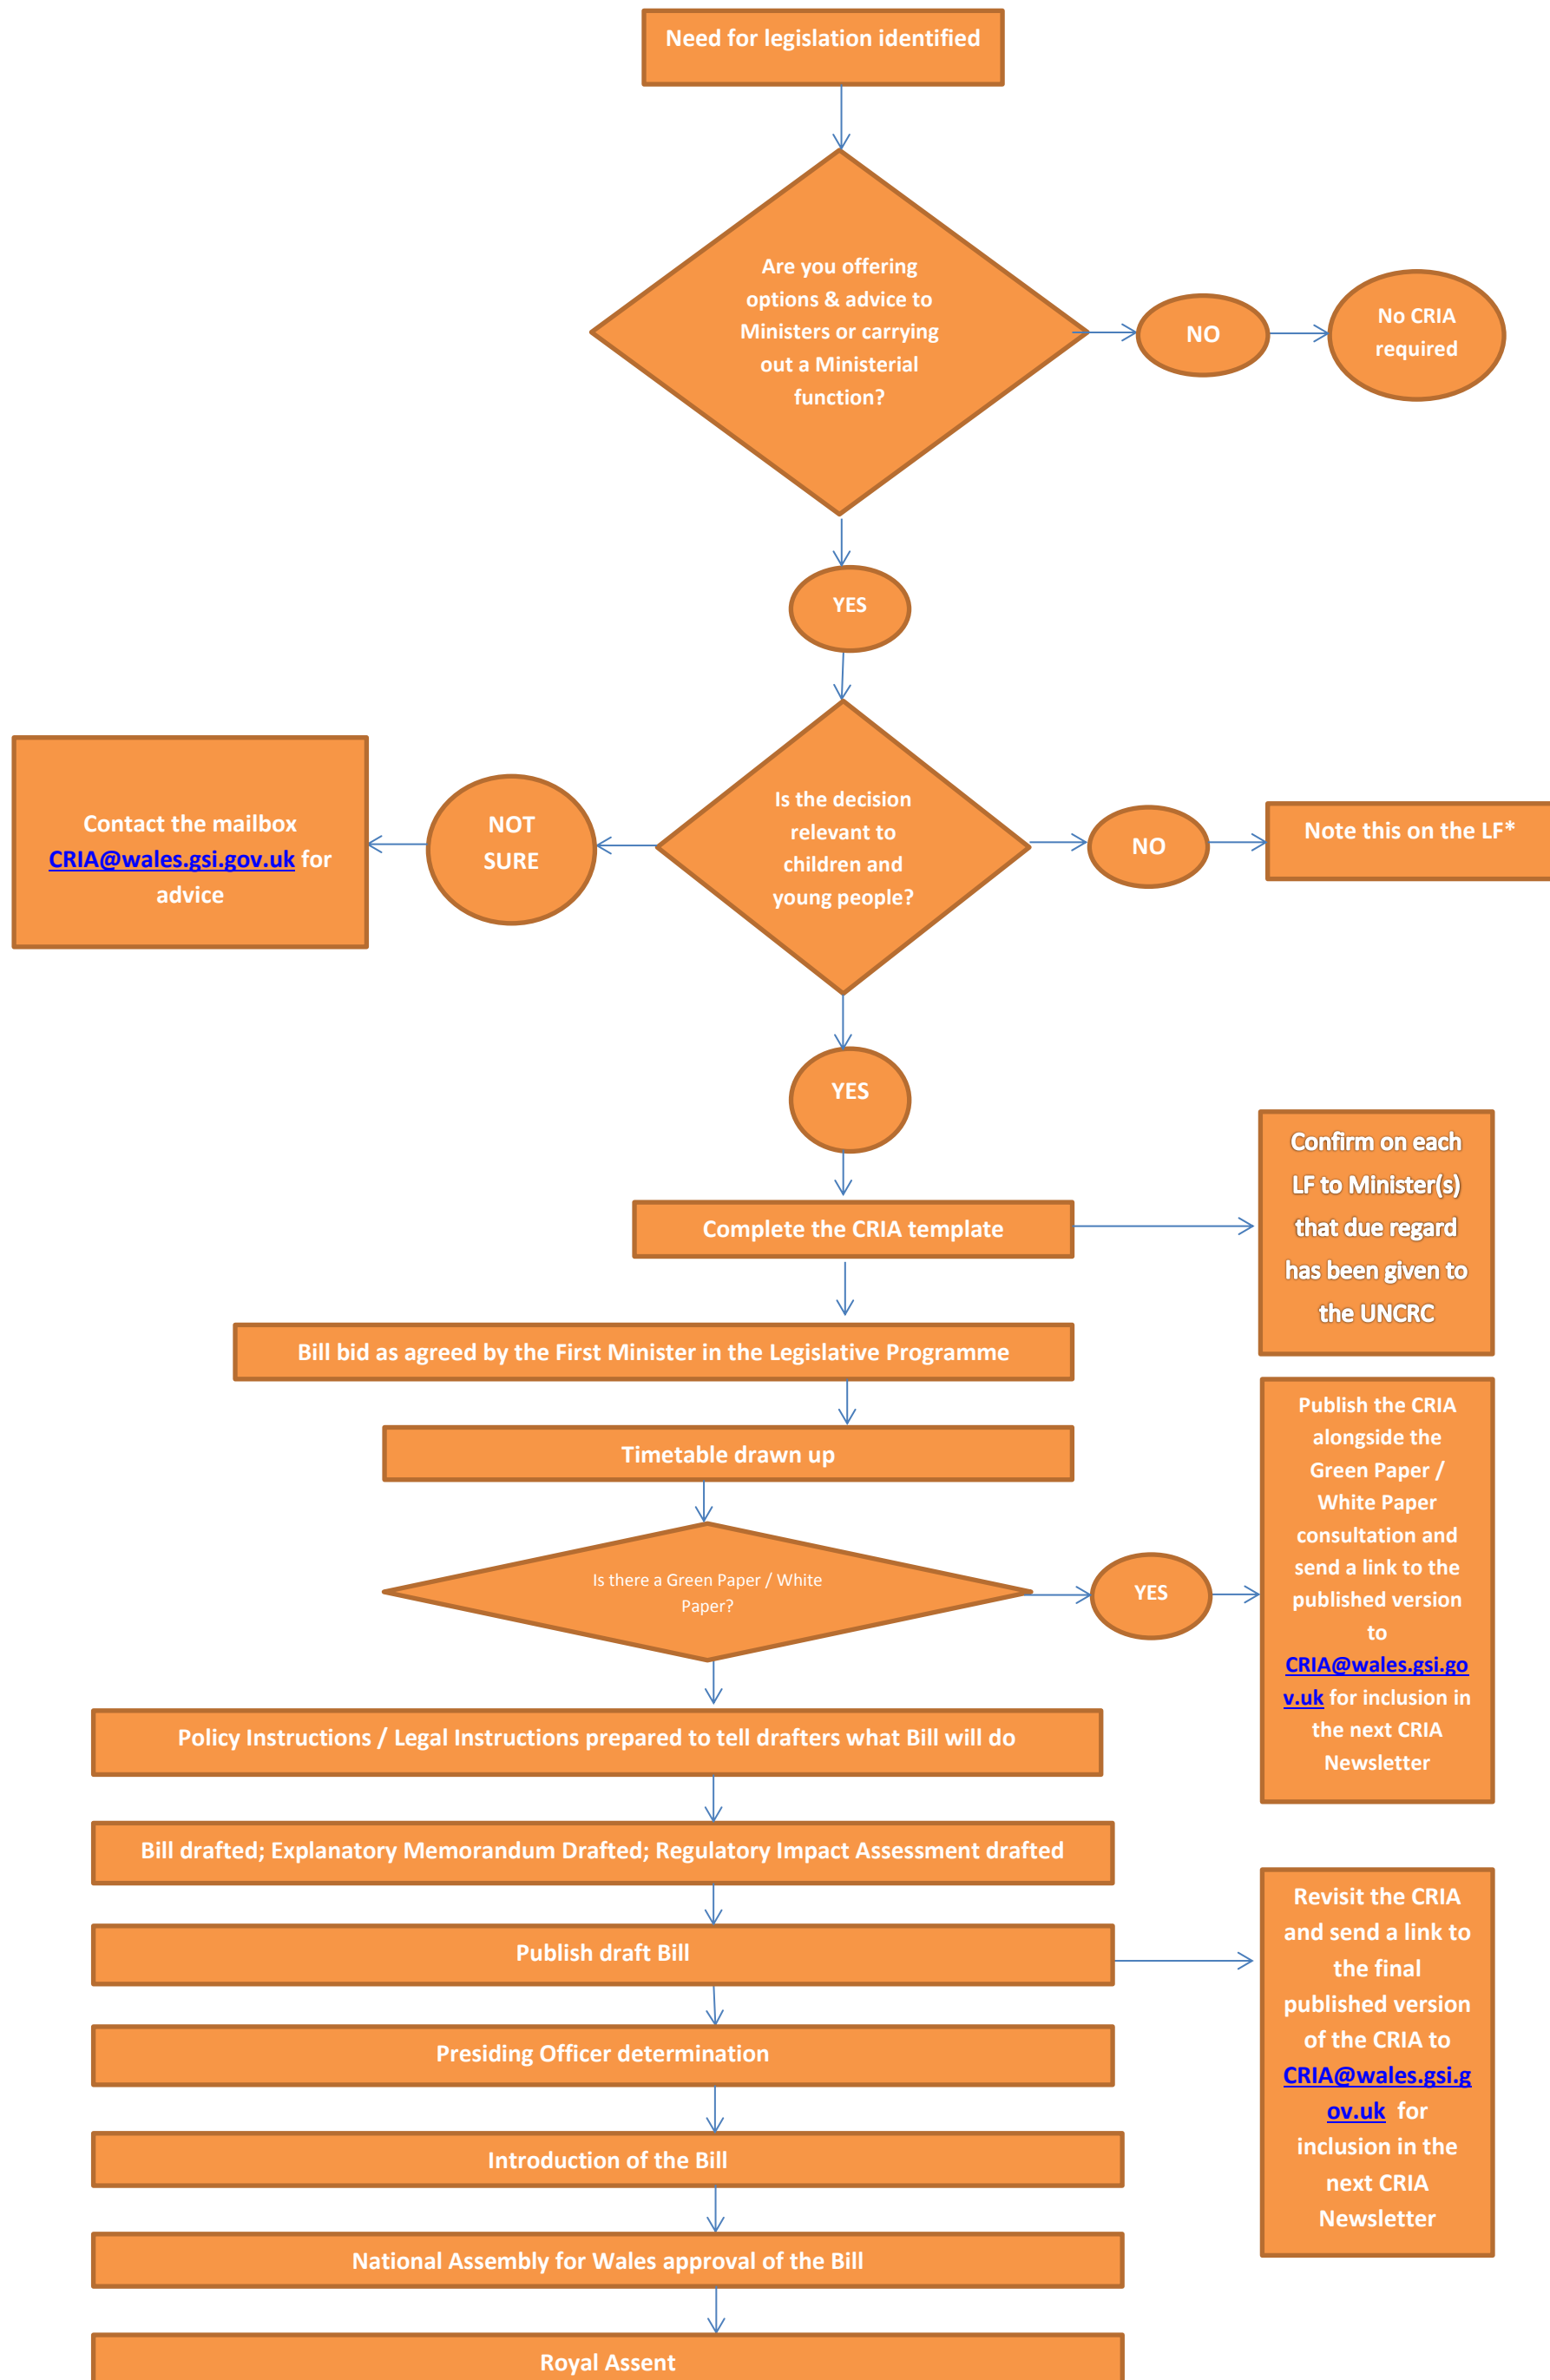 Need for legislation identified
Are you offering
options & advice to
Ministers or carrying
out a Ministerial
function?
NO
No CRIA
required
YES
Is the decision
relevant to
children and
young people?
NOT
SURE
Contact the mailbox
CRIA@wales.gsi.gov.uk for
advice
NO
Note this on the LF*
YES
Complete the CRIA template
Confirm on each
LF to Minister(s)
that due regard
has been given to
the UNCRC
Bill bid as agreed by the First Minister in the Legislative Programme
Timetable drawn up
Is there a Green Paper / White
Paper?
YES
Publish the CRIA
alongside the
Green Paper /
White Paper
consultation and
send a link to the
published version
to
CRIA@wales.gsi.go
v.uk for inclusion in
the next CRIA
Newsletter
Policy Instructions / Legal Instructions prepared to tell drafters what Bill will do
Bill drafted; Explanatory Memorandum Drafted; Regulatory Impact Assessment drafted
Publish draft Bill
Revisit the CRIA
and send a link to
the final
published version
of the CRIA to
CRIA@wales.gsi.g
ov.uk for
inclusion in the
next CRIA
Newsletter
Presiding Officer determination
Introduction of the Bill
National Assembly for Wales approval of the Bill
Royal Assent